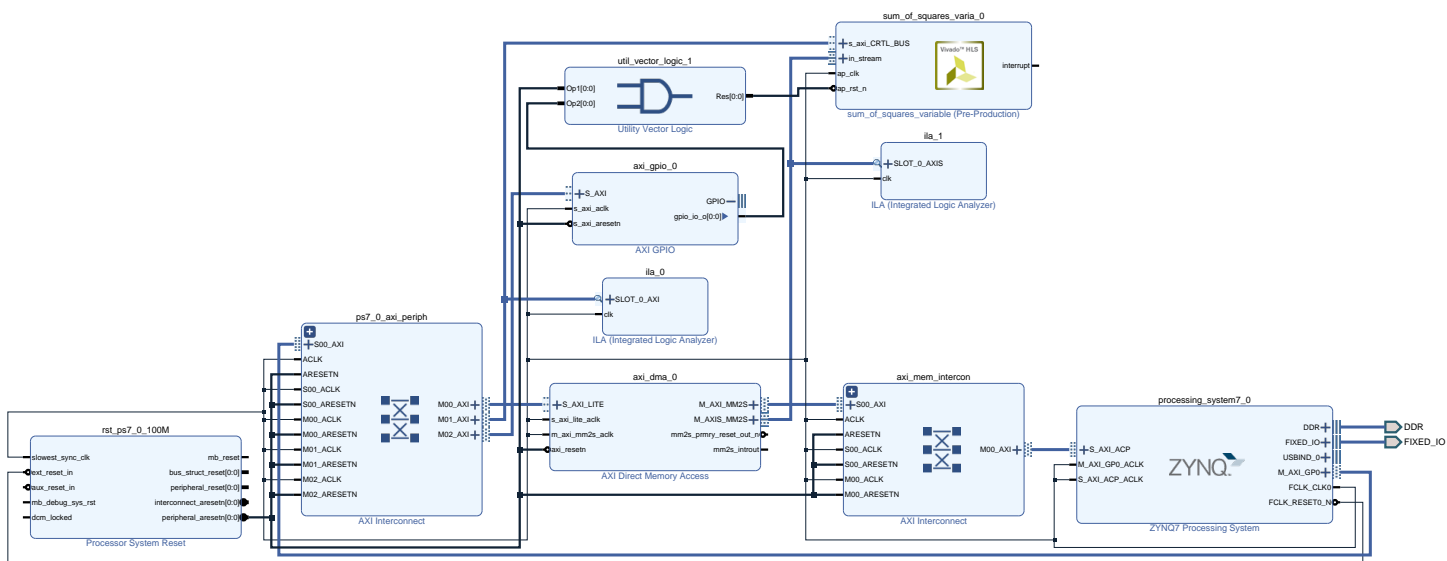 sum_of_squares_varia_0
s_axi_CRTL_BUS
in_stream
ap_clk
ap_rst_n
Vivado™ HLS
interrupt
sum_of_squares_variable (Pre-Production)
util_vector_logic_1
Op1[0:0]
Op2[0:0]
Res[0:0]
Utility Vector Logic
ila_1
SLOT_0_AXIS
clk
ILA (Integrated Logic Analyzer)
axi_gpio_0
S_AXI
s_axi_aclk
s_axi_aresetn
GPIO
gpio_io_o[0:0]
AXI GPIO
ila_0
SLOT_0_AXI
clk
ILA (Integrated Logic Analyzer)
ps7_0_axi_periph
S00_AXI
ACLK
ARESETN
S00_ACLK
S00_ARESETN
M00_ACLK
M00_ARESETN
M01_ACLK
M01_ARESETN
M02_ACLK
M02_ARESETN
M00_AXI
M01_AXI
M02_AXI
AXI Interconnect
axi_dma_0
S_AXI_LITE
s_axi_lite_aclk
m_axi_mm2s_aclk
axi_resetn
M_AXI_MM2S
M_AXIS_MM2S
mm2s_prmry_reset_out_n
mm2s_introut
AXI Direct Memory Access
axi_mem_intercon
S00_AXI
ACLK
ARESETN
S00_ACLK
S00_ARESETN
M00_ACLK
M00_ARESETN
M00_AXI
AXI Interconnect
processing_system7_0
S_AXI_ACP
M_AXI_GP0_ACLK
S_AXI_ACP_ACLK
ZYNQ
DDR
FIXED_IO
USBIND_0
M_AXI_GP0
FCLK_CLK0
FCLK_RESET0_N
ZYNQ7 Processing System
DDR
FIXED_IO
rst_ps7_0_100M
slowest_sync_clk
ext_reset_in
aux_reset_in
mb_debug_sys_rst
dcm_locked
mb_reset
bus_struct_reset[0:0]
peripheral_reset[0:0]
interconnect_aresetn[0:0]
peripheral_aresetn[0:0]
Processor System Reset